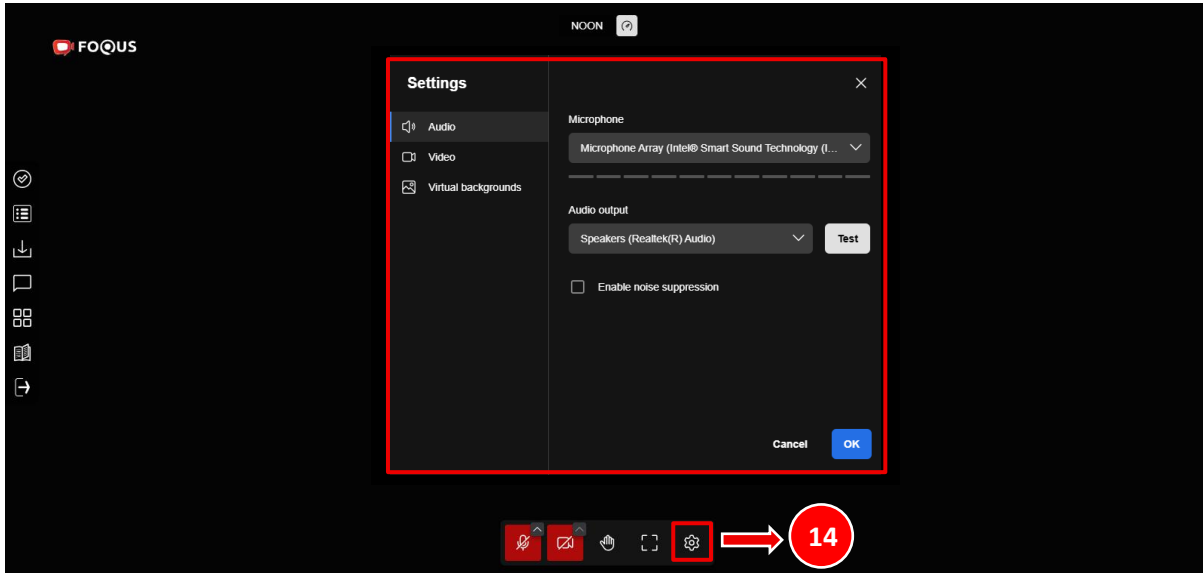 NOON
FOQUS
Settings
Audio
Video
Virtual backgrounds
Microphone
Microphone Array (Intel® Smart Sound Technology (I...
Audio output
Speakers (Realtek(R) Audio)
Test
Enable noise suppression
Cancel
OK
14